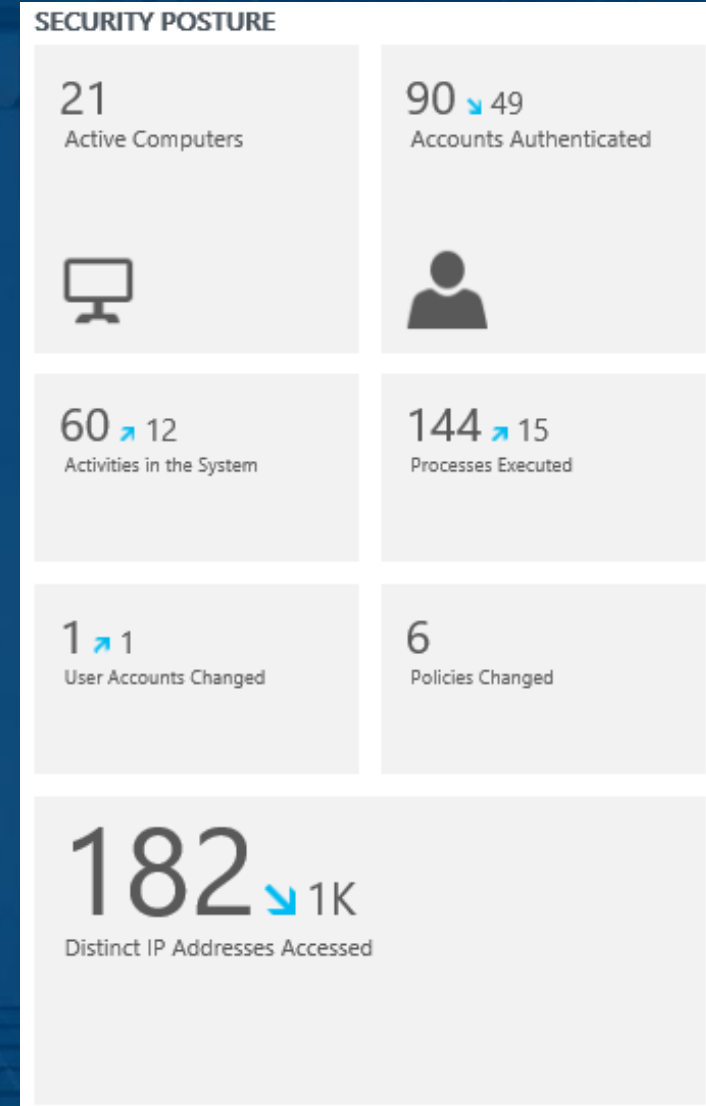 SECURITY POSTURE
21
Active Computers
90 49
Accounts Authenticated
60 12
Activities in the System
144 15
Processes Executed
1 1
User Accounts Changed
6
Policies Changed
182 1K
Distinct IP Addresses Accessed